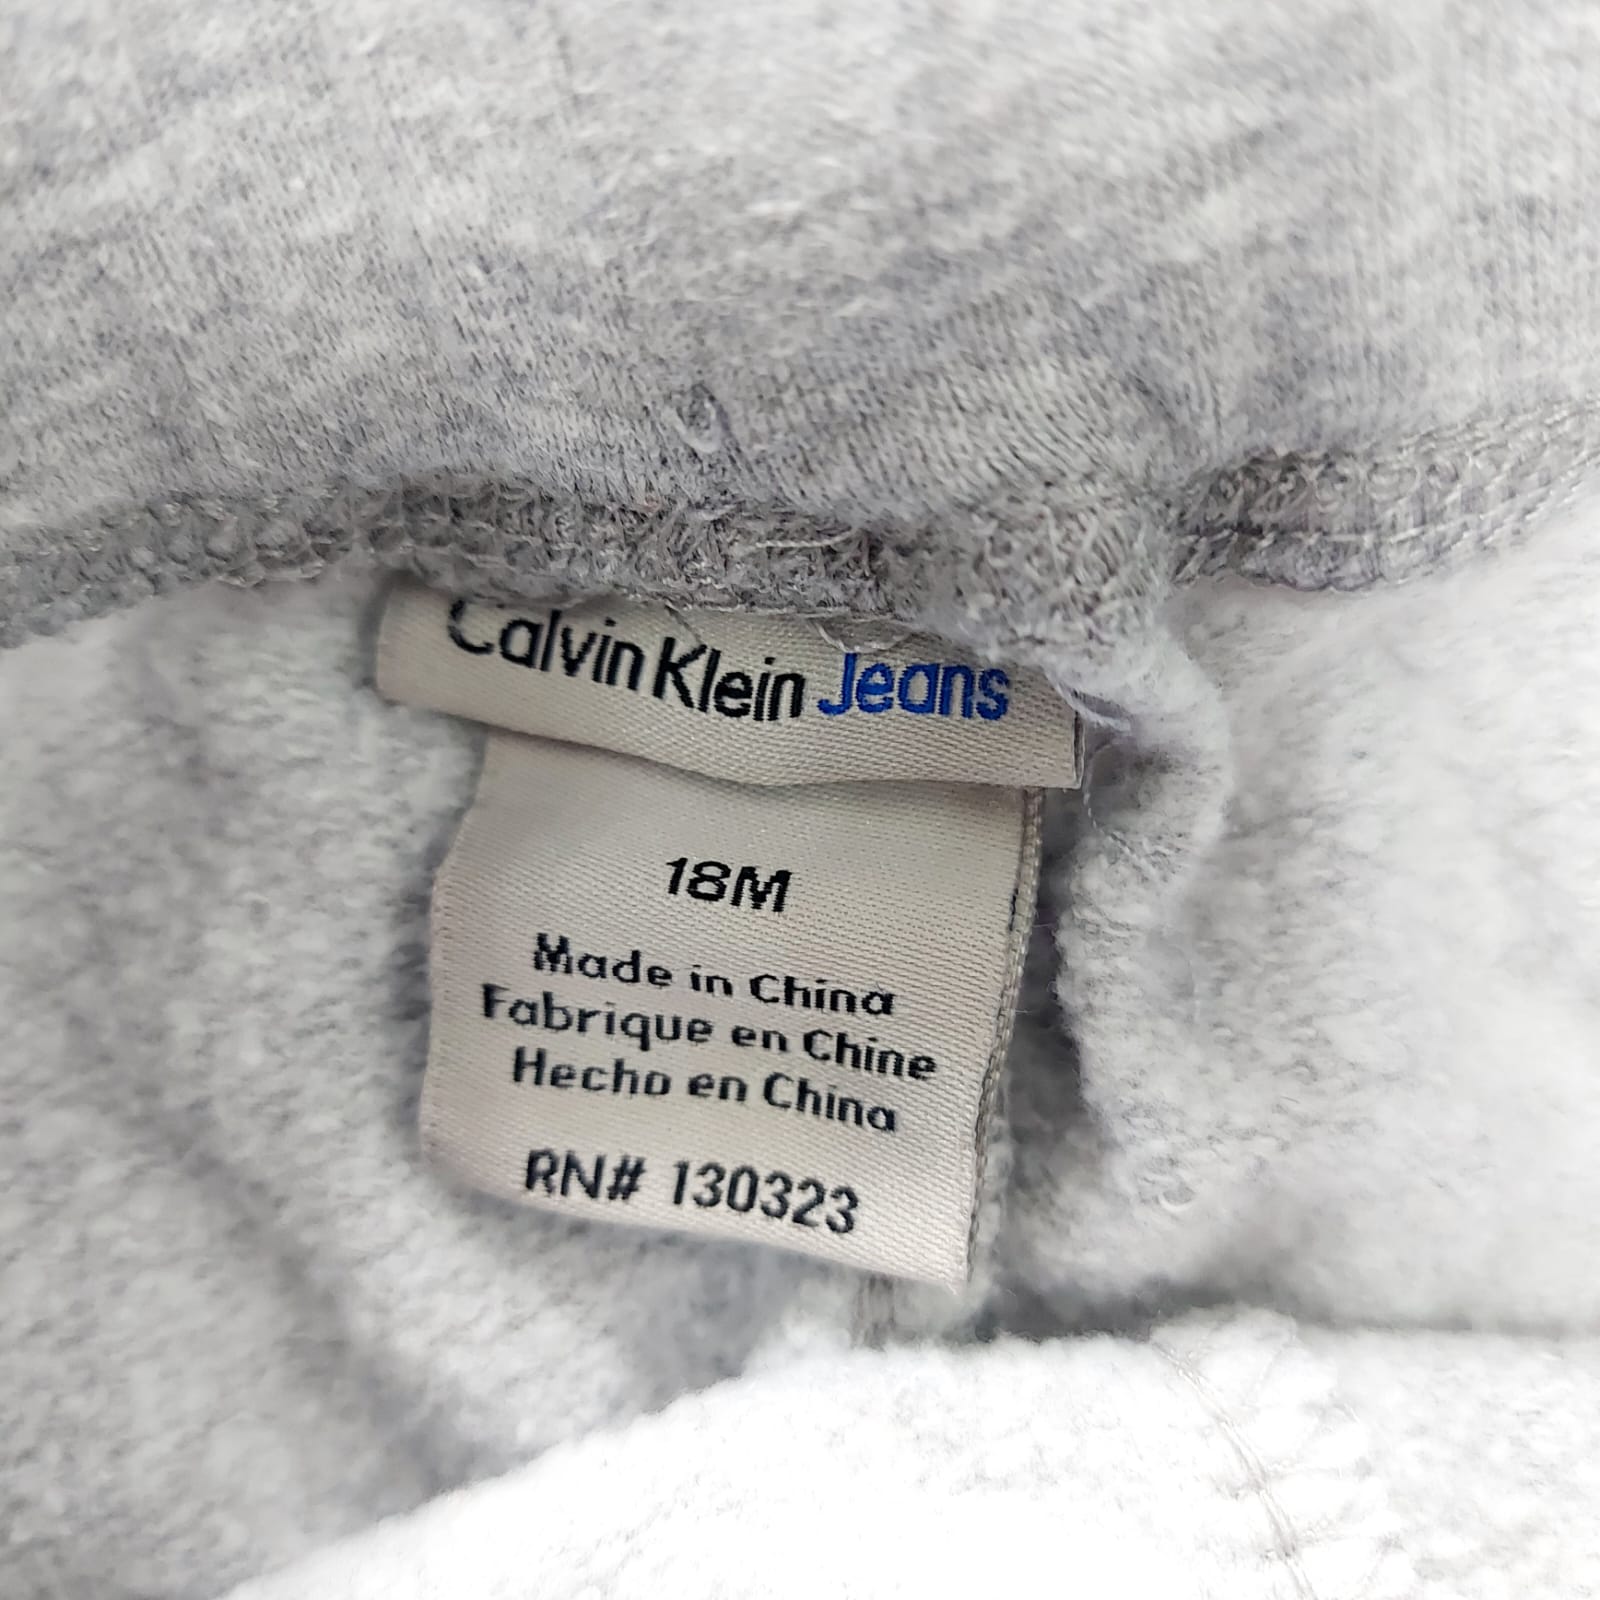 Calvin Klein Jeans
18M
Made in China
Fabrique en Chine
Hecho en China
RN# 130323